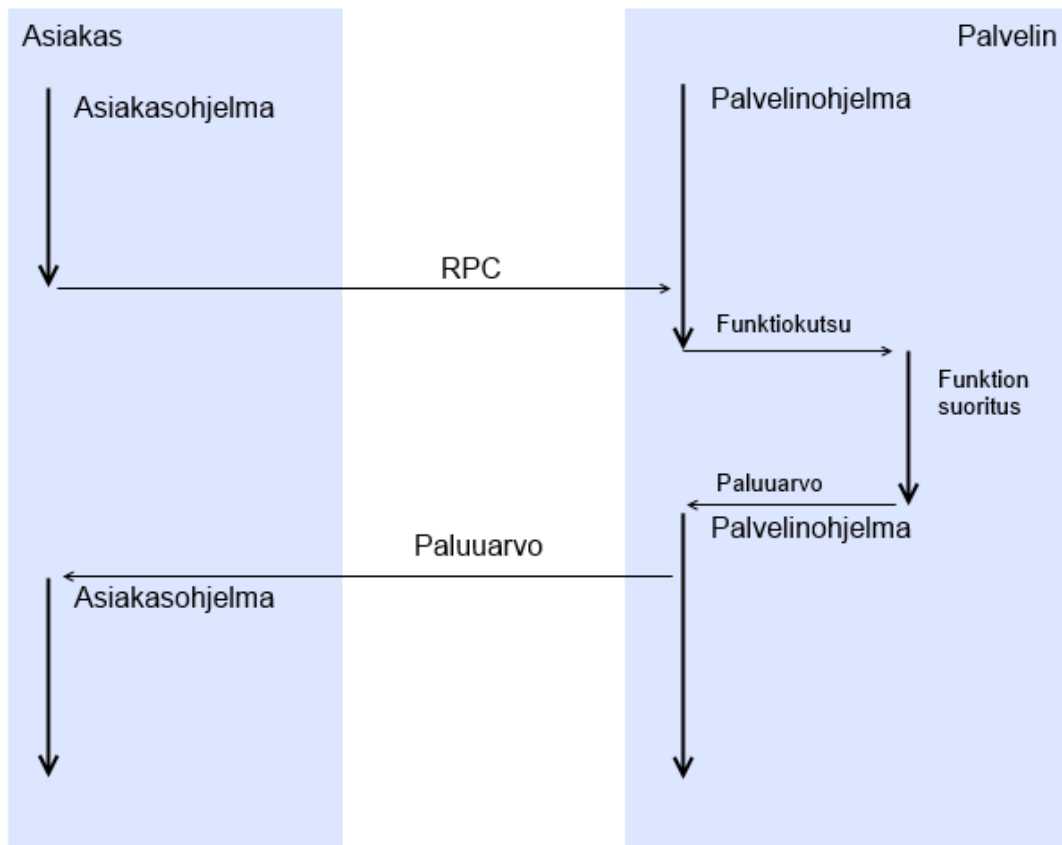 Asiakas
Palvelin
Asiakasohjelma
Palvelinohjelma
RPC
Funktiokutsu
Funktion
suoritus
Paluuarvo
Palvelinohjelma
Paluuarvo
Asiakasohjelma